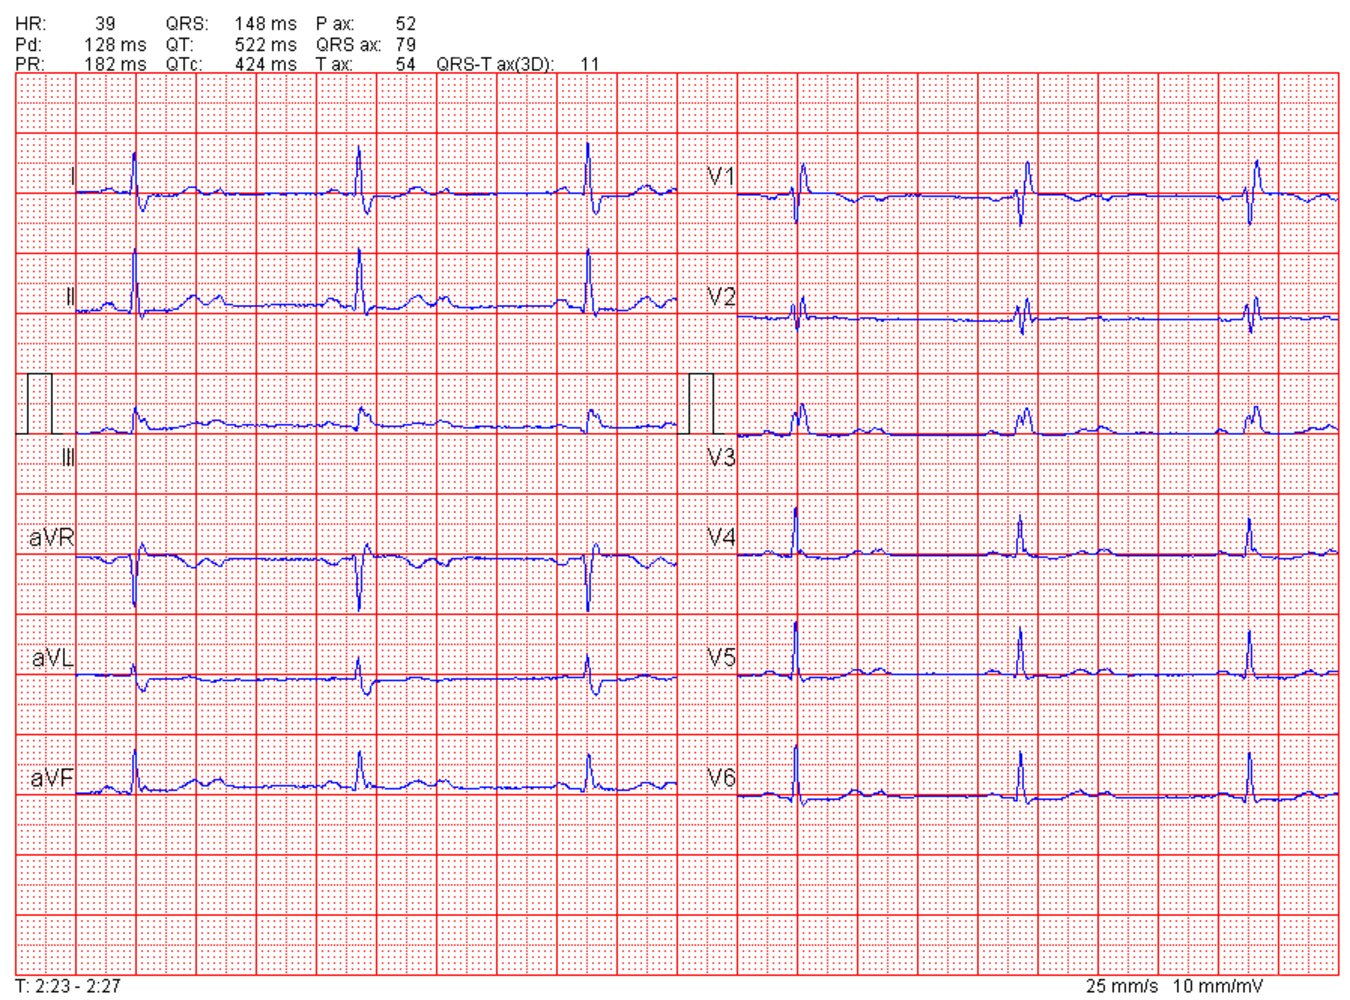 HR: 39 QRS: 148 ms P ax: 52
Pd: 128 ms QT: 522 ms QRS ax: 79
PR: 182 ms QTc: 424 ms T ax: 54 QRS-T ax(3D): 11
I
II
III
aVR
aVL
aVF
V1
V2
V3
V4
V5
V6
T: 2:23 - 2:27
25 mm/s 10 mm/mV